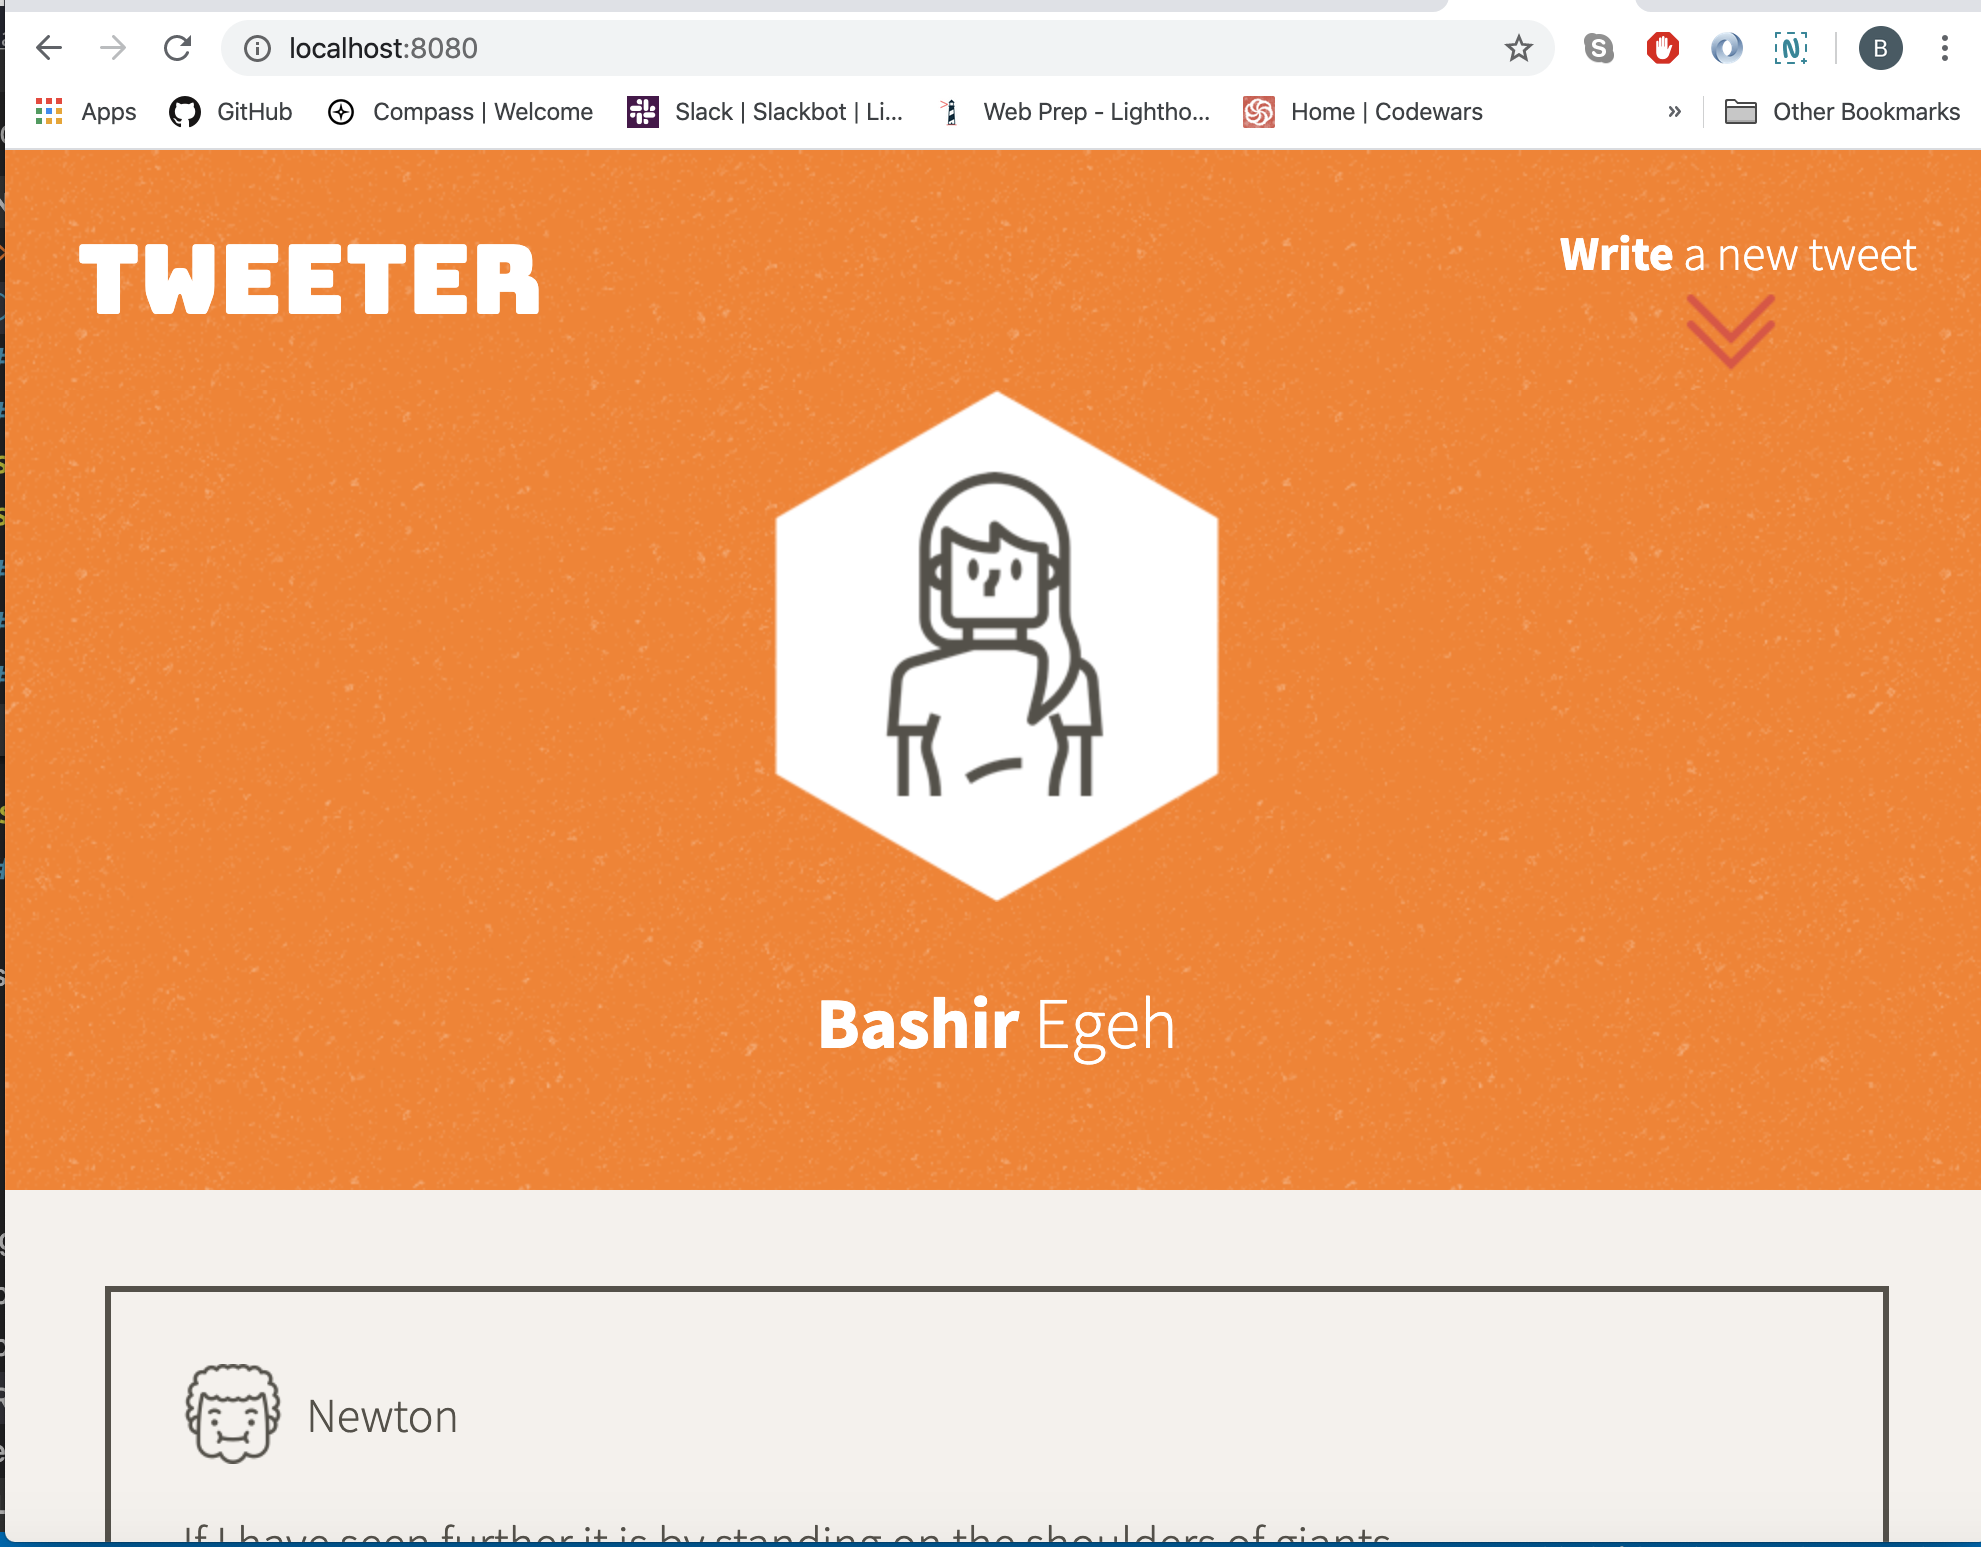 localhost:8080
B
Apps GitHub Compass | Welcome Slack | Slackbot | Li... Web Prep - Lightho... Home | Codewars » Other Bookmarks
TWEETER
Write a new tweet
Bashir Egeh
Newton
If I have seen further it is by standing on the shoulders of giants